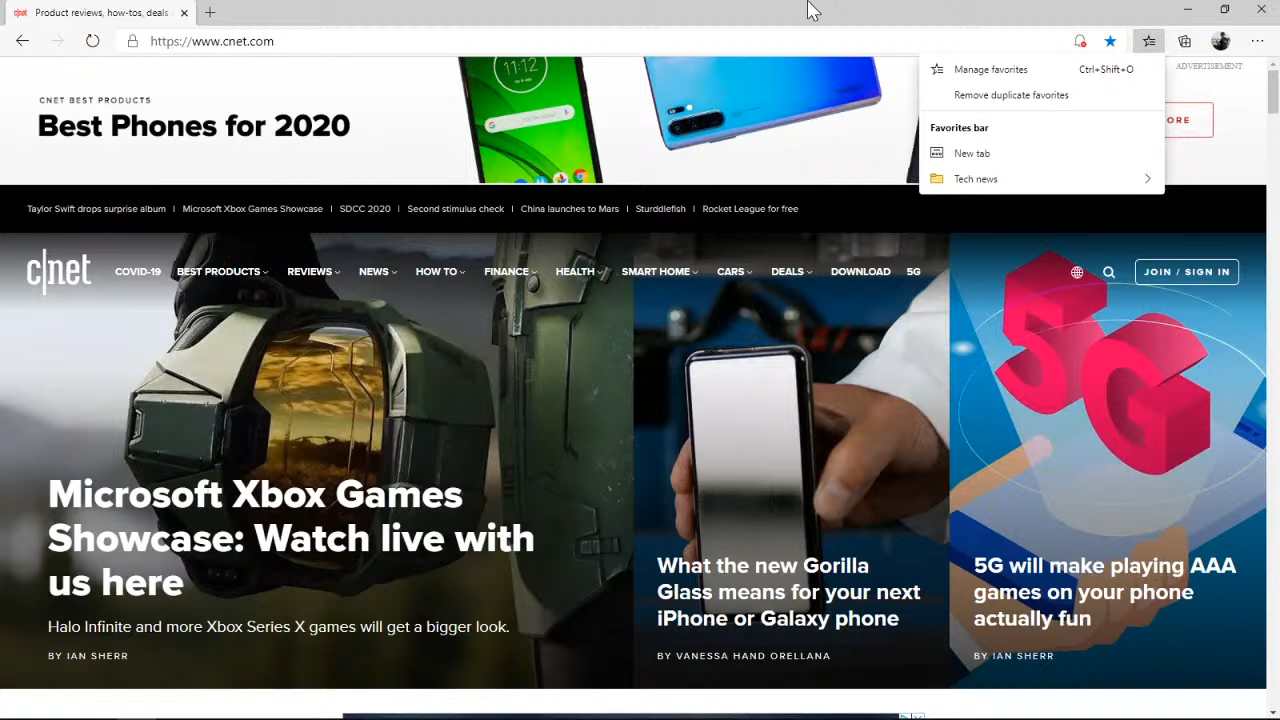 Product reviews, how-tos, deals
https://www.cnet.com
Manage favorites Ctrl+Shift+O
Remove duplicate favorites
Favorites bar
New tab
Tech news
ADVERTISEMENT
CNET BEST PRODUCTS
Best Phones for 2020
11:12
ORE
Taylor Swift drops surprise album | Microsoft Xbox Games Showcase | SDCC 2020 | Second stimulus check | China launches to Mars | Sturddlefish | Rocket League for free
c|net COVID-19 BEST PRODUCTS REVIEWS NEWS HOW TO FINANCE HEALTH SMART HOME CARS DEALS DOWNLOAD 5G JOIN / SIGN IN
5G
Microsoft Xbox Games
Showcase: Watch live with
us here
Halo Infinite and more Xbox Series X games will get a bigger look.
BY IAN SHERR
What the new Gorilla
Glass means for your next
iPhone or Galaxy phone
BY VANESSA HAND ORELLANA
5G will make playing AAA
games on your phone
actually fun
BY IAN SHERR